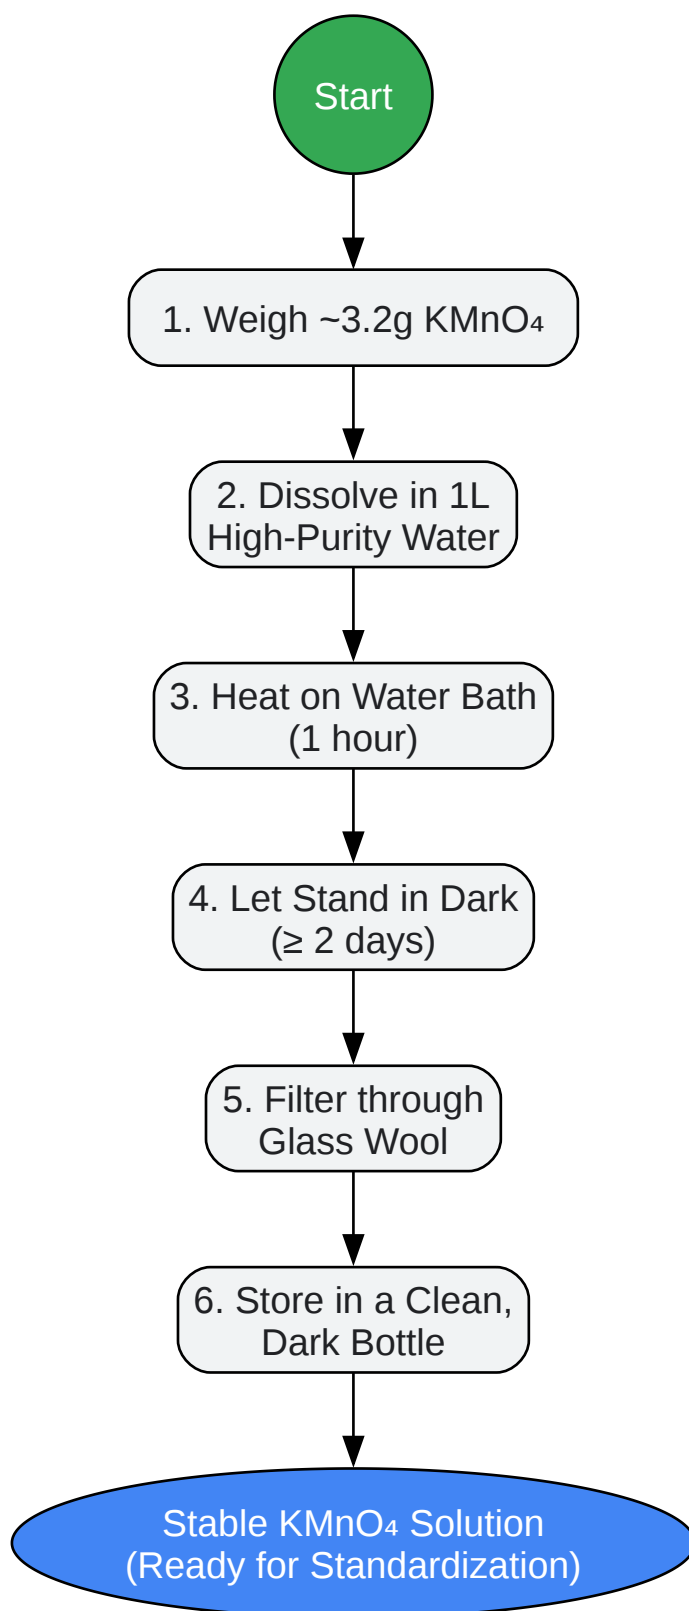 Start
1. Weigh ~3.2g KMnO₄
2. Dissolve in 1L
High-Purity Water
3. Heat on Water Bath
(1 hour)
4. Let Stand in Dark
(≥ 2 days)
5. Filter through
Glass Wool
6. Store in a Clean,
Dark Bottle
Stable KMnO₄ Solution
(Ready for Standardization)